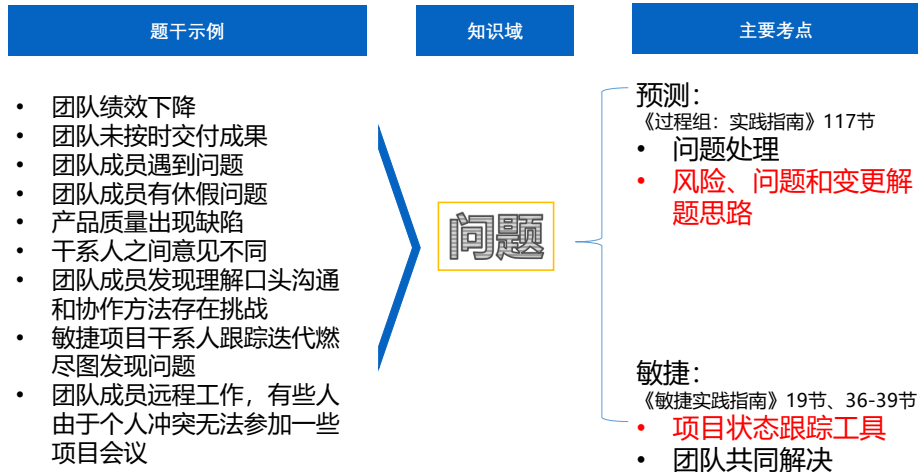 题干示例
知识域
主要考点
• 团队绩效下降
• 团队未按时交付成果
• 团队成员遇到问题
• 团队成员有休假问题
• 产品质量出现缺陷
• 干系人之间意见不同
• 团队成员发现理解口头沟通
和协作方法存在挑战
• 敏捷项目干系人跟踪迭代燃
尽图发现问题
• 团队成员远程工作，有些人
由于个人冲突无法参加一些
项目会议
问题
预测：
《过程组：实践指南》117节
• 问题处理
• 风险、问题和变更解
题思路
敏捷：
《敏捷实践指南》19节、36-39节
• 项目状态跟踪工具
• 团队共同解决